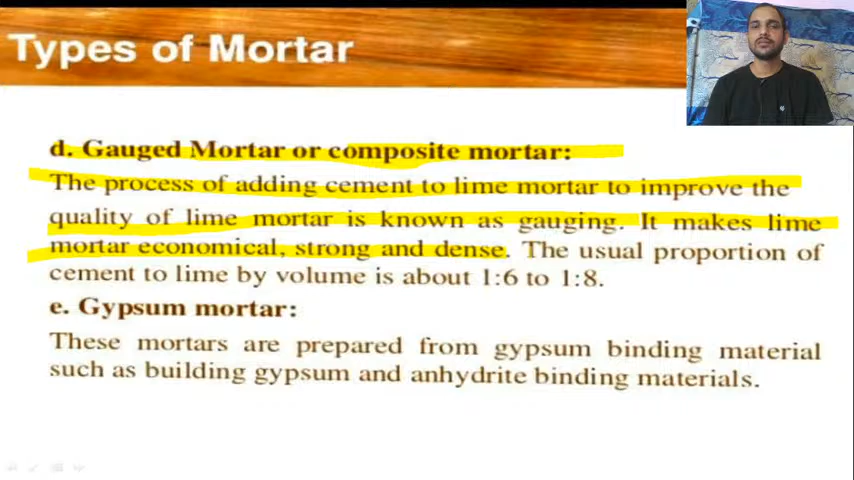 Types of Mortar
d. Gauged Mortar or composite mortar:
The process of adding cement to lime mortar to improve the
quality of lime mortar is known as gauging. It makes lime
mortar economical, strong and dense. The usual proportion of
cement to lime by volume is about 1:6 to 1:8.
e. Gypsum mortar:
These mortars are prepared from gypsum binding material
such as building gypsum and anhydrite binding materials.